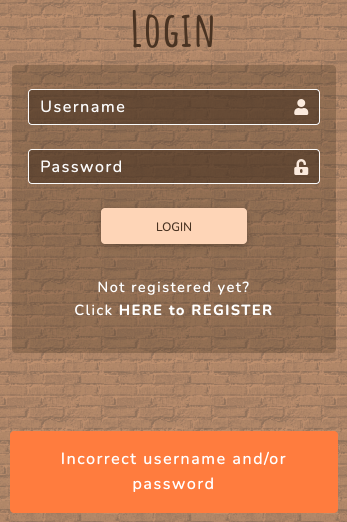 Login
Username
Password
LOGIN
Not registered yet?
Click HERE to REGISTER
Incorrect username and/or
password